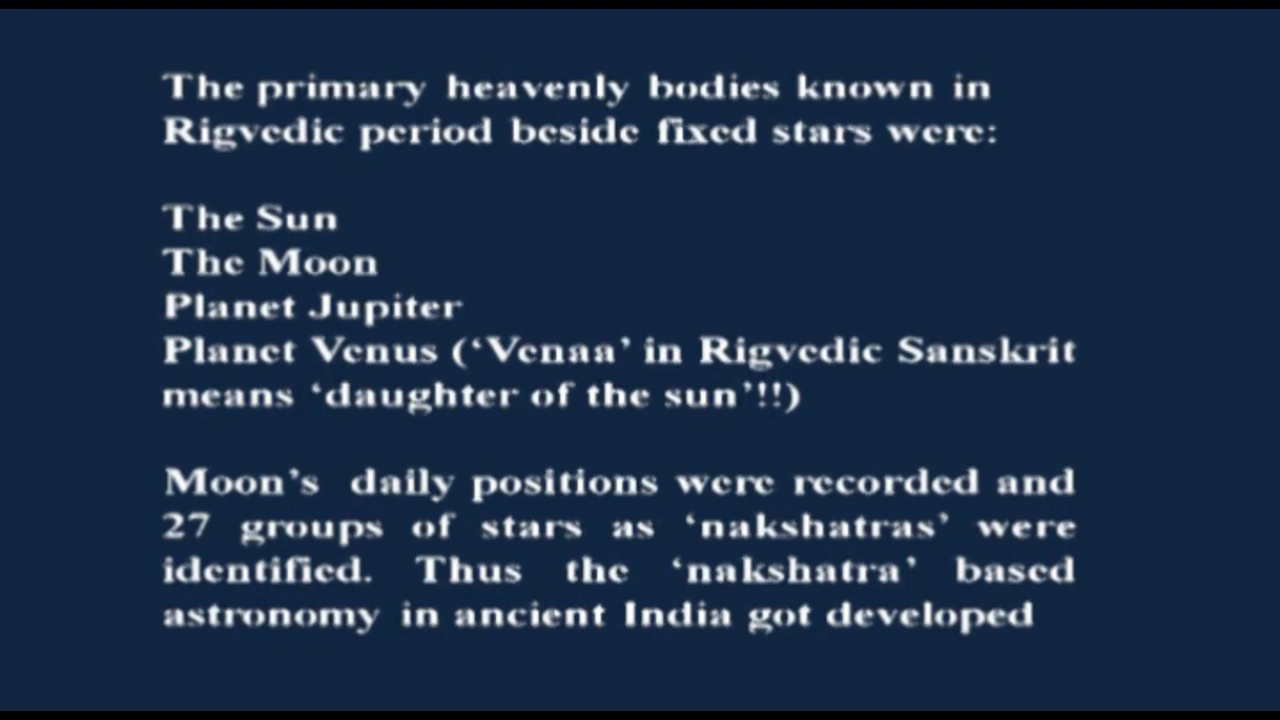 The primary heavenly bodies known in
Rigvedic period beside fixed stars were:
The Sun
The Moon
Planet Jupiter
Planet Venus (‘Venaa’ in Rigvedic Sanskrit
means ‘daughter of the sun’!!)
Moon’s daily positions were recorded and
27 groups of stars as ‘nakshatras’ were
identified. Thus the ‘nakshatra’ based
astronomy in ancient India got developed